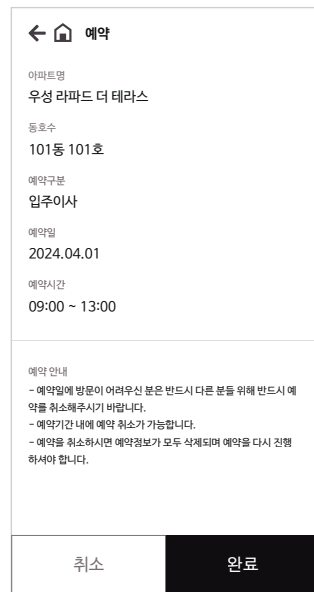 예약
아파트명
우성 라파드 더 테라스
동호수
101동 101호
예약구분
입주이사
예약일
2024.04.01
예약시간
09:00 ~ 13:00
예약 안내
- 예약일에 방문이 어려우신 분은 반드시 다른 분들 위해 반드시 예
약를 취소해주시기 바랍니다.
- 예약기간 내에 예약 취소가 가능합니다.
- 예약을 취소하시면 예약정보가 모두 삭제되며 예약을 다시 진행
하셔야 합니다.
취소
완료